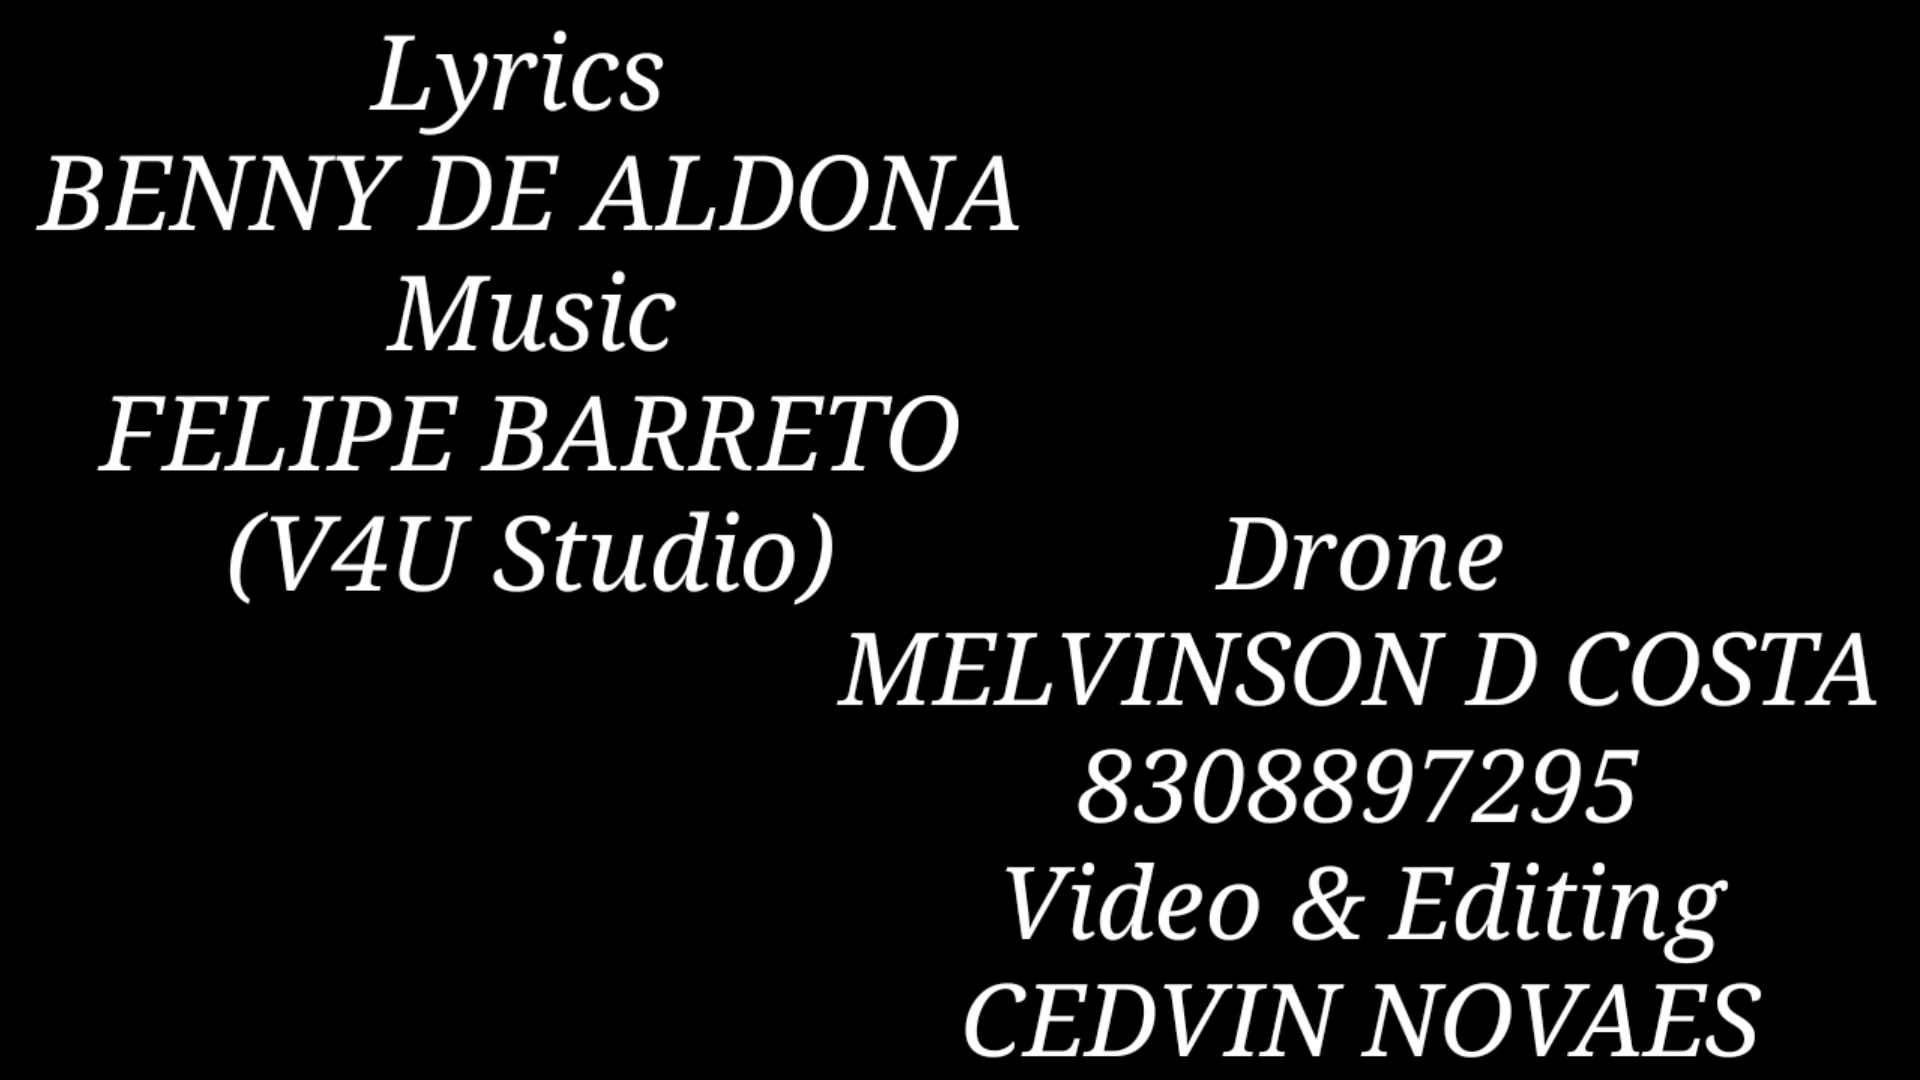 Lyrics
BENNY DE ALDONA
Music
FELIPE BARRETO
(V4U Studio)
Drone
MELVINSON D COSTA
8308897295
Video & Editing
CEDVIN NOVAES